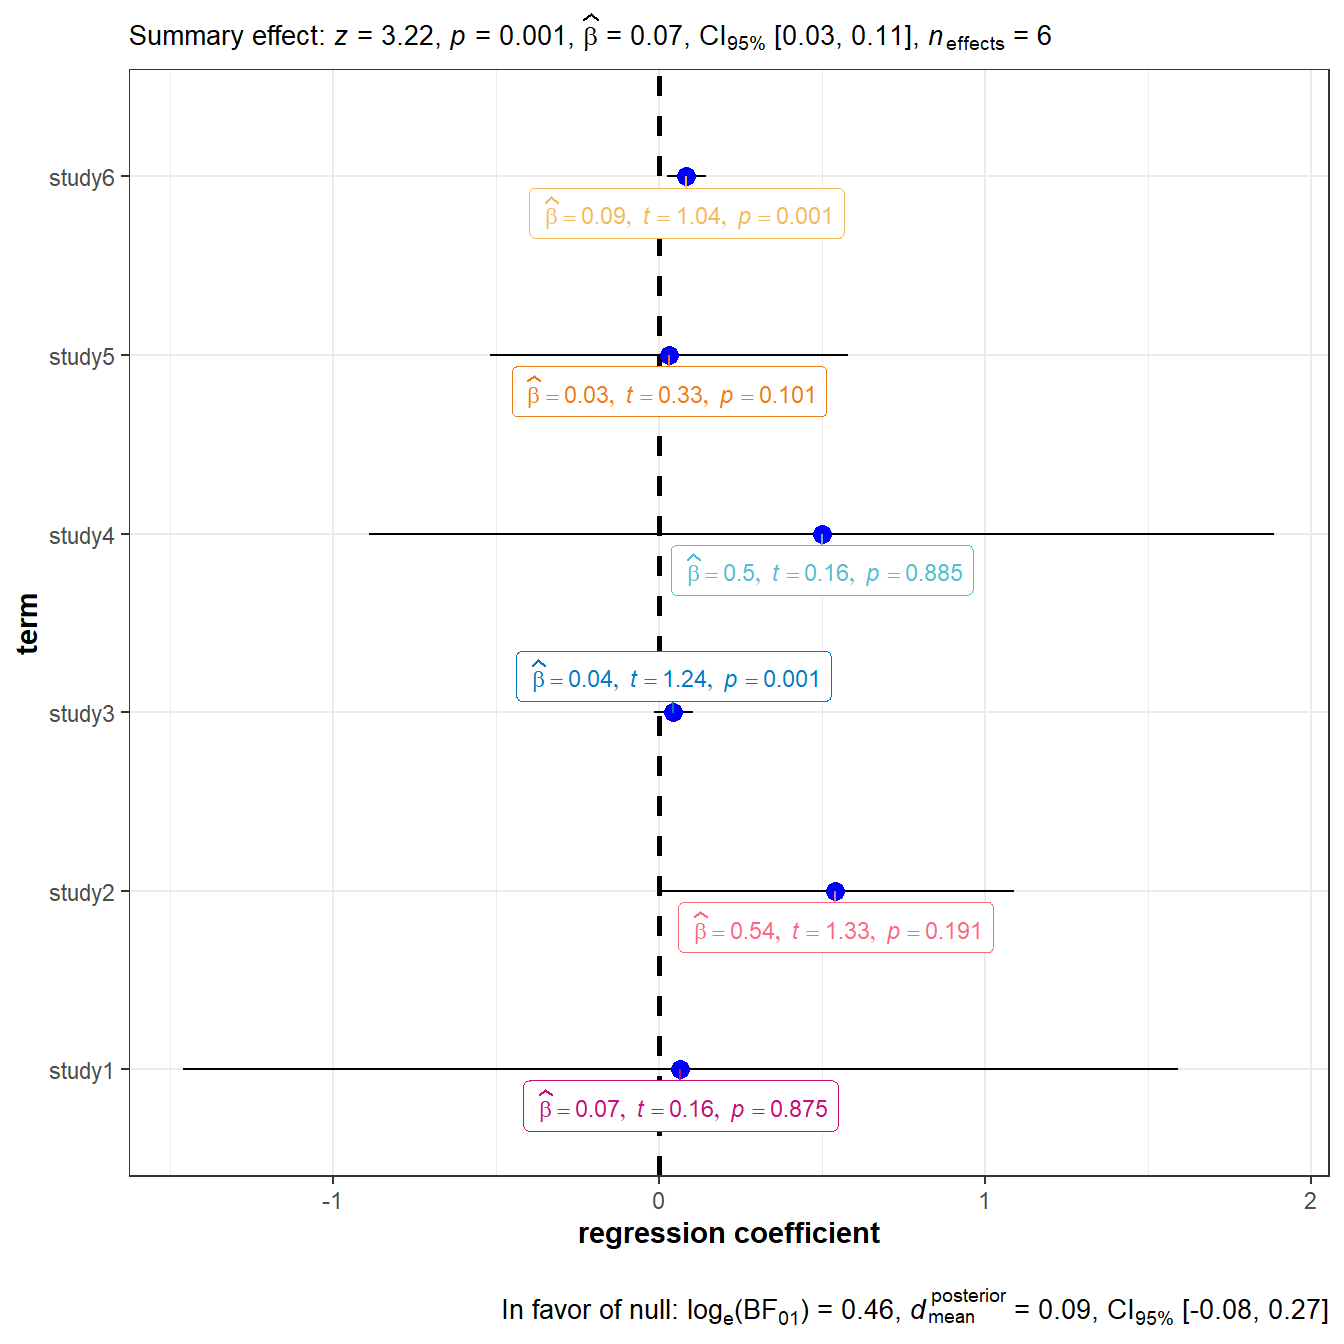 Summary effect: z = 3.22, p = 0.001, β̂ = 0.07, CI95% [0.03, 0.11], neffects = 6
study6
β̂ = 0.09, t = 1.04, p = 0.001
study5
β̂ = 0.03, t = 0.33, p = 0.101
study4
β̂ = 0.5, t = 0.16, p = 0.885
term
β̂ = 0.04, t = 1.24, p = 0.001
study3
study2
β̂ = 0.54, t = 1.33, p = 0.191
study1
β̂ = 0.07, t = 0.16, p = 0.875
-1 0 1 2
regression coefficient
In favor of null: loge(BF01) = 0.46, d posterior mean = 0.09, CI95% [-0.08, 0.27]